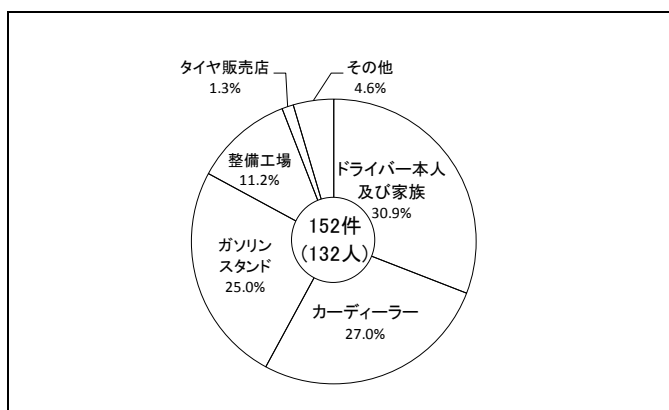 タイヤ販売店
1.3%
その他
4.6%
整備工場
11.2%
ドライバー本人
及び家族
30.9%
152件
(132人)
ガソリン
スタンド
25.0%
カーディーラー
27.0%